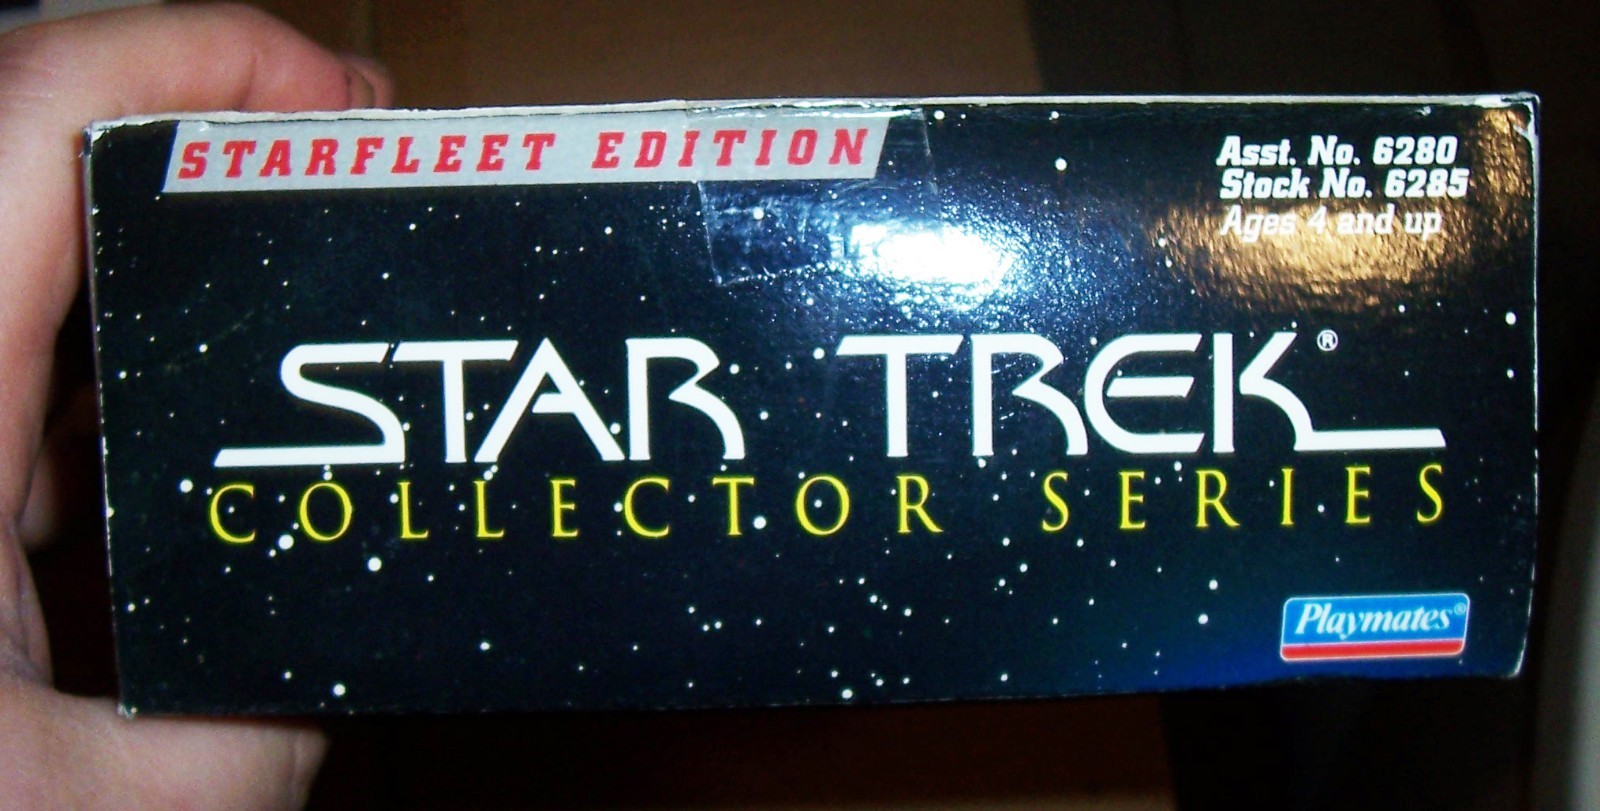 STARFLEET EDITION
Asst. No. 6280
Stock No. 6285
Ages 4 and up
STAR TREK®
COLLECTOR SERIES
Playmates®